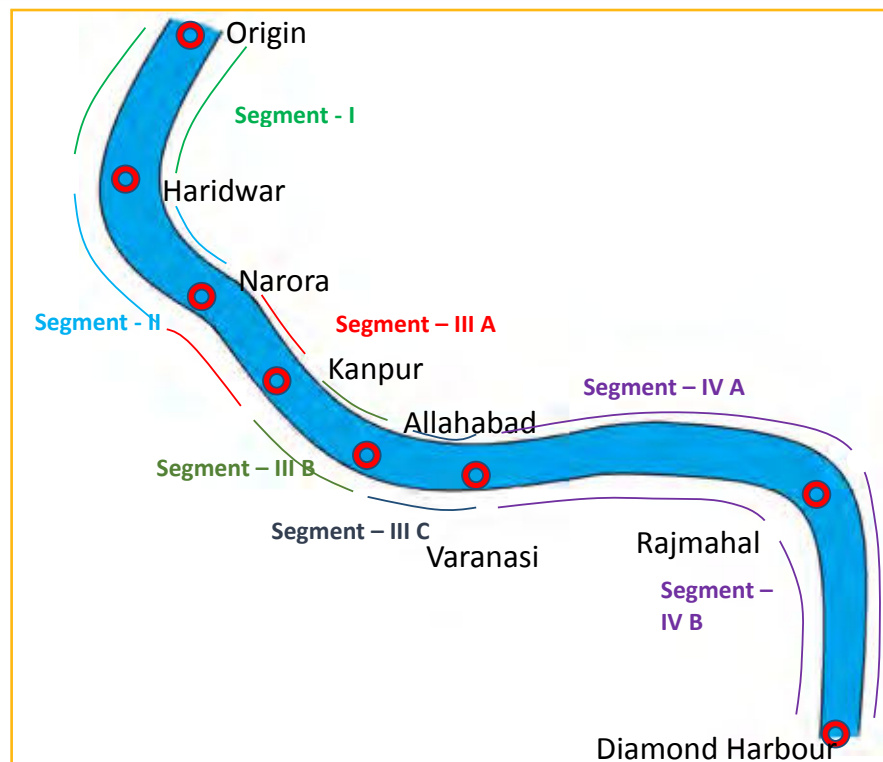 Origin
Segment - I
Haridwar
Narora
Segment - II
Segment – III A
Kanpur
Segment – IV A
Allahabad
Segment – III B
Segment – III C
Varanasi
Rajmahal
Segment –
IV B
Diamond Harbour